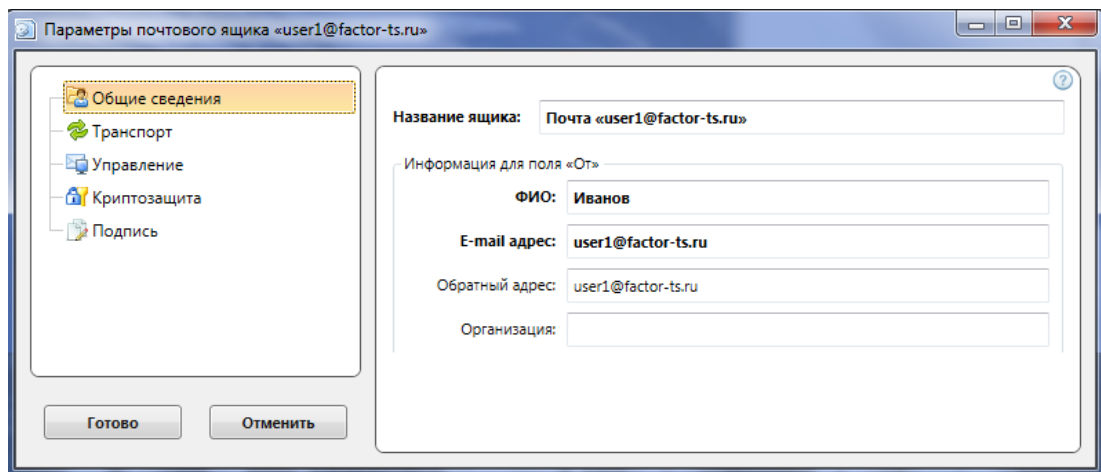 Параметры почтового ящика «user1@factor-ts.ru»
Общие сведения
Транспорт
Управление
Криптозащита
Подпись
Готово
Отменить
Название ящика: Почта «user1@factor-ts.ru»
Информация для поля «От»
ФИО: Иванов
E-mail адрес: user1@factor-ts.ru
Обратный адрес: user1@factor-ts.ru
Организация: